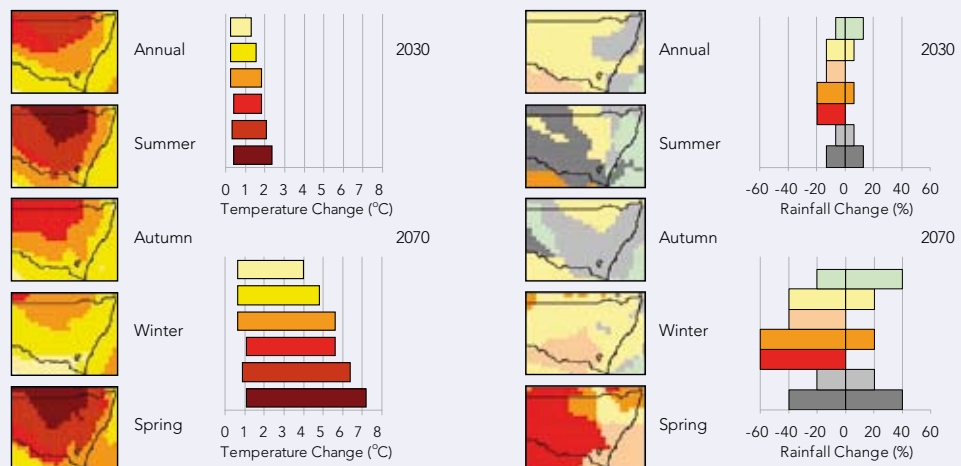 Annual
2030
Summer
0 1 2 3 4 5 6 7 8
Temperature Change (°C)
Autumn
2070
Winter
Spring
0 1 2 3 4 5 6 7 8
Temperature Change (°C)
Annual
2030
Summer
-60 -40 -20 0 20 40 60
Rainfall Change (%)
Autumn
2070
Winter
Spring
-60 -40 -20 0 20 40 60
Rainfall Change (%)